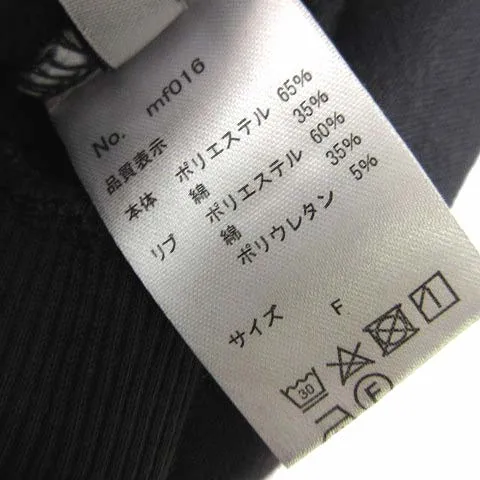 No. mf016
品質表示
本体 ポリエステル 65%
綿 35%
リブ ポリエステル 60%
綿 35%
ポリウレタン 5%
サイズ F
30
F